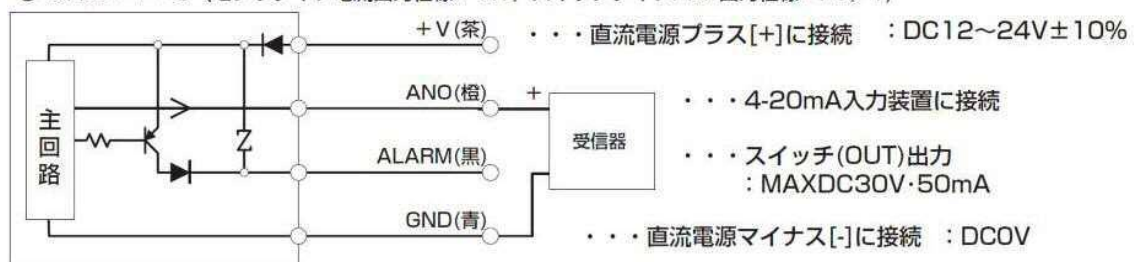 +V(茶) ・・・直流電源プラス[+]に接続 :DC12〜24V±10%
ANO(橙) + ・・・4-20mA入力装置に接続
主回路
受信器
ALARM(黒) ・・・スイッチ(OUT)出力
:MAXDC30V・50mA
GND(青) ・・・直流電源マイナス[-]に接続 :DC0V